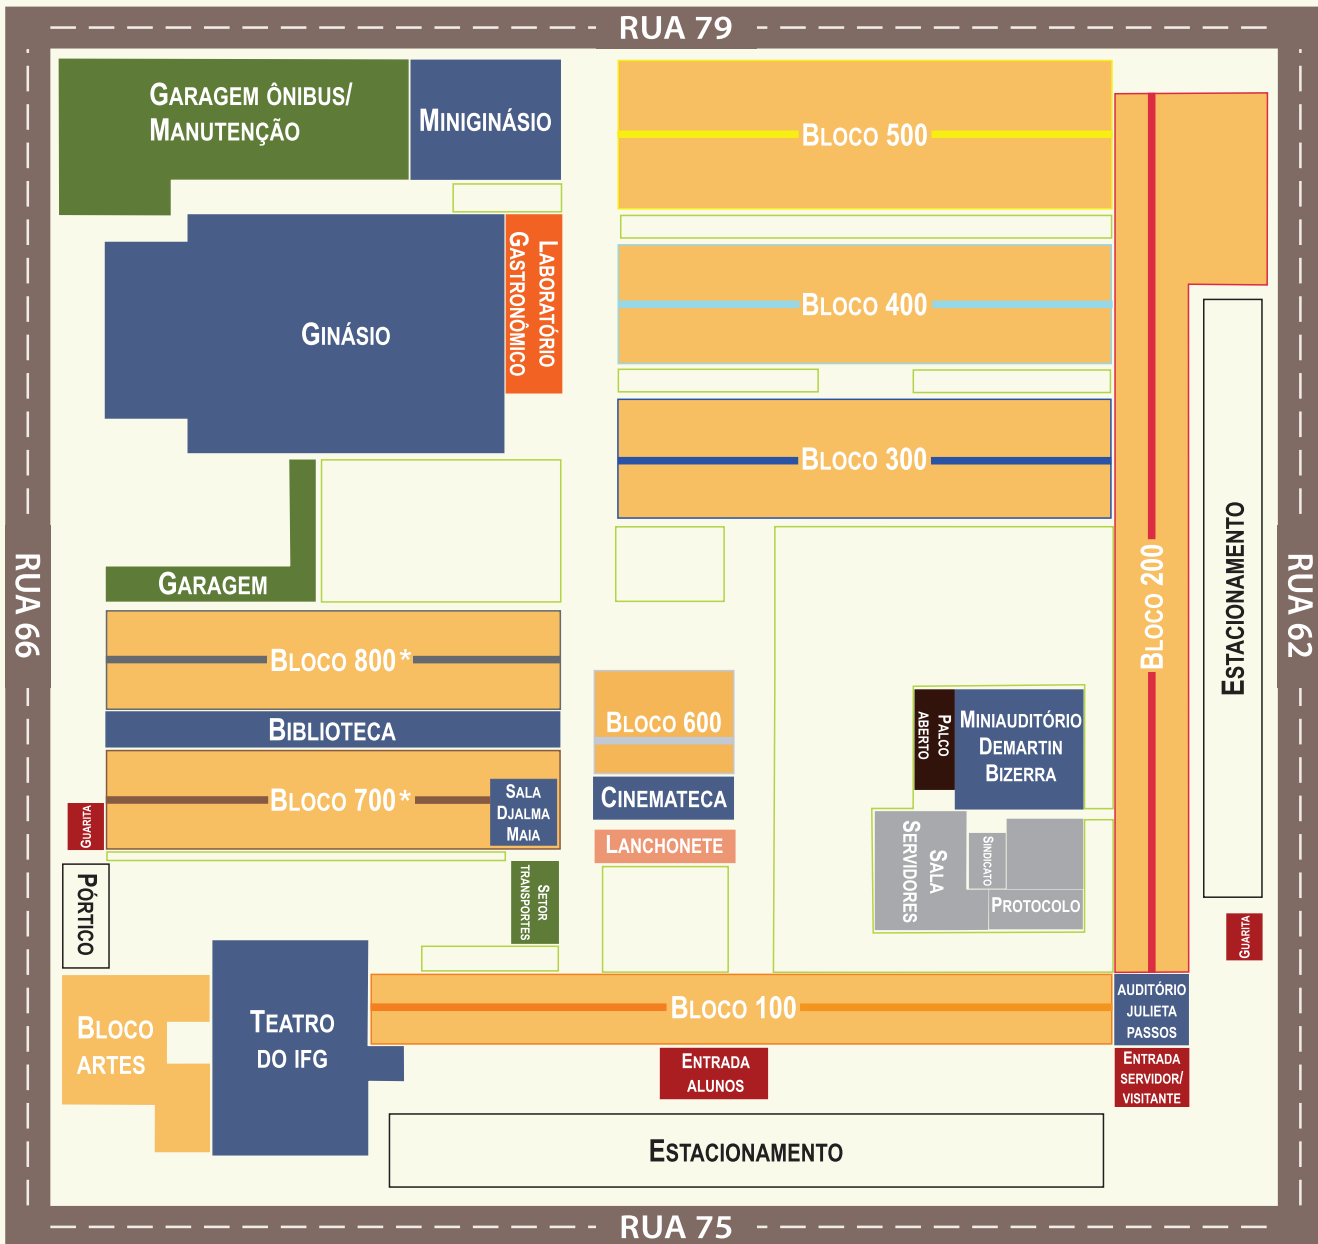 RUA 79
GARAGEM ÔNIBUS/
MANUTENÇÃO
MINIGINÁSIO
BLOCO 500
LABORATÓRIO
GASTRONÔMICO
GINÁSIO
BLOCO 400
BLOCO 300
ESTACIONAMENTO
BLOCO 200
RUA 66
RUA 62
GARAGEM
BLOCO 800*
BIBLIOTECA
BLOCO 600
PALCO
ABERTO
MINIAUDITÓRIO
DEMARTIN
BIZERRA
BLOCO 700*
SALA
DJALMA
MAIA
CINEMATECA
GUARITA
LANCHONETE
SALA
SERVIDORES
SINDICATO
PROTOCOLO
PÓRTICO
SETOR
TRANSPORTES
GUARITA
BLOCO
ARTES
TEATRO
DO IFG
BLOCO 100
AUDITÓRIO
JULIETA
PASSOS
ENTRADA
ALUNOS
ENTRADA
SERVIDOR/
VISITANTE
ESTACIONAMENTO
RUA 75